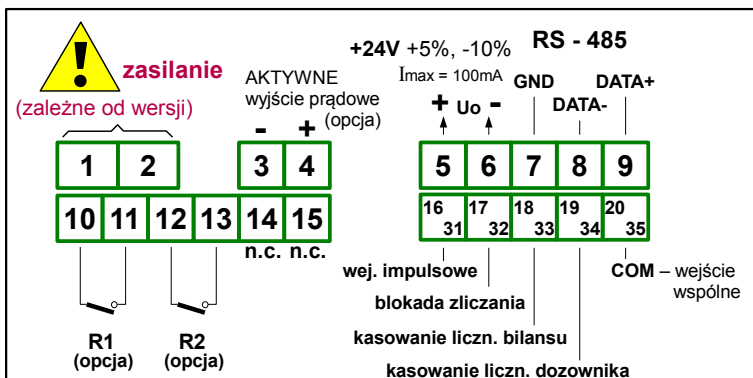 +24V +5%, -10% RS - 485
! zasilanie
AKTYWNE
wyjście prądowe
(opcja)
Imax = 100mA
GND DATA+
(zależne od wersji)
+ Uo -
DATA-
- +
1 2 3 4 5 6 7 8 9
10 11 12 13 14 15
16 31 17 32 18 33 19 34 20 35
n.c. n.c.
wej. impulsowe
COM – wejście
wspólne
blokada zliczania
R1
(opcja)
R2
(opcja)
kasowanie liczn. bilansu
kasowanie liczn. dozownika